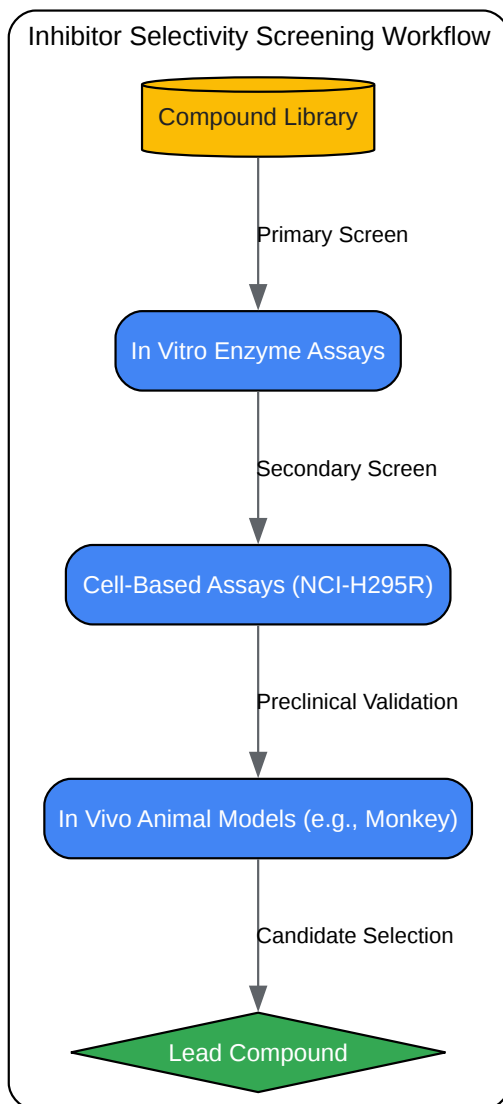 Inhibitor Selectivity Screening Workflow
Compound Library
Primary Screen
In Vitro Enzyme Assays
Secondary Screen
Cell-Based Assays (NCI-H295R)
Preclinical Validation
In Vivo Animal Models (e.g., Monkey)
Candidate Selection
Lead Compound